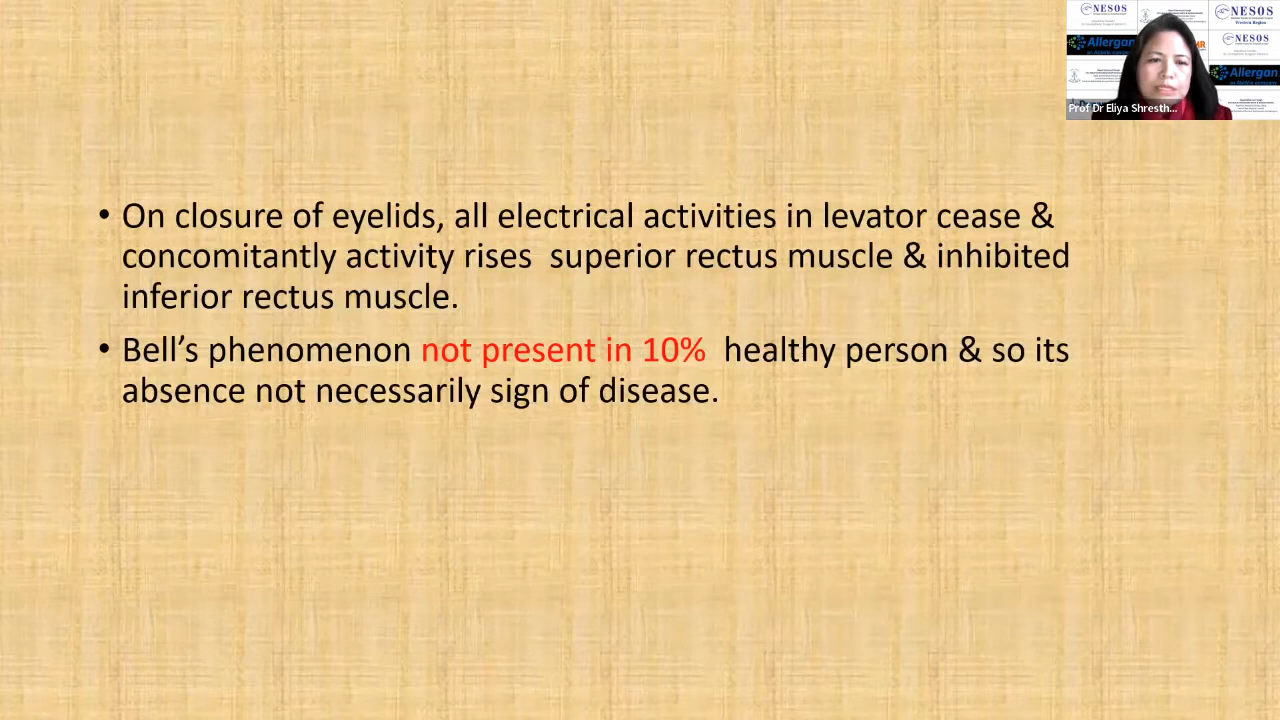 NESOS
NESOS
Western Region
Allergan
NESOS
Allergan
Prof Dr Eliya Shresth...
• On closure of eyelids, all electrical activities in levator cease &
concomitantly activity rises superior rectus muscle & inhibited
inferior rectus muscle.
• Bell’s phenomenon not present in 10% healthy person & so its
absence not necessarily sign of disease.